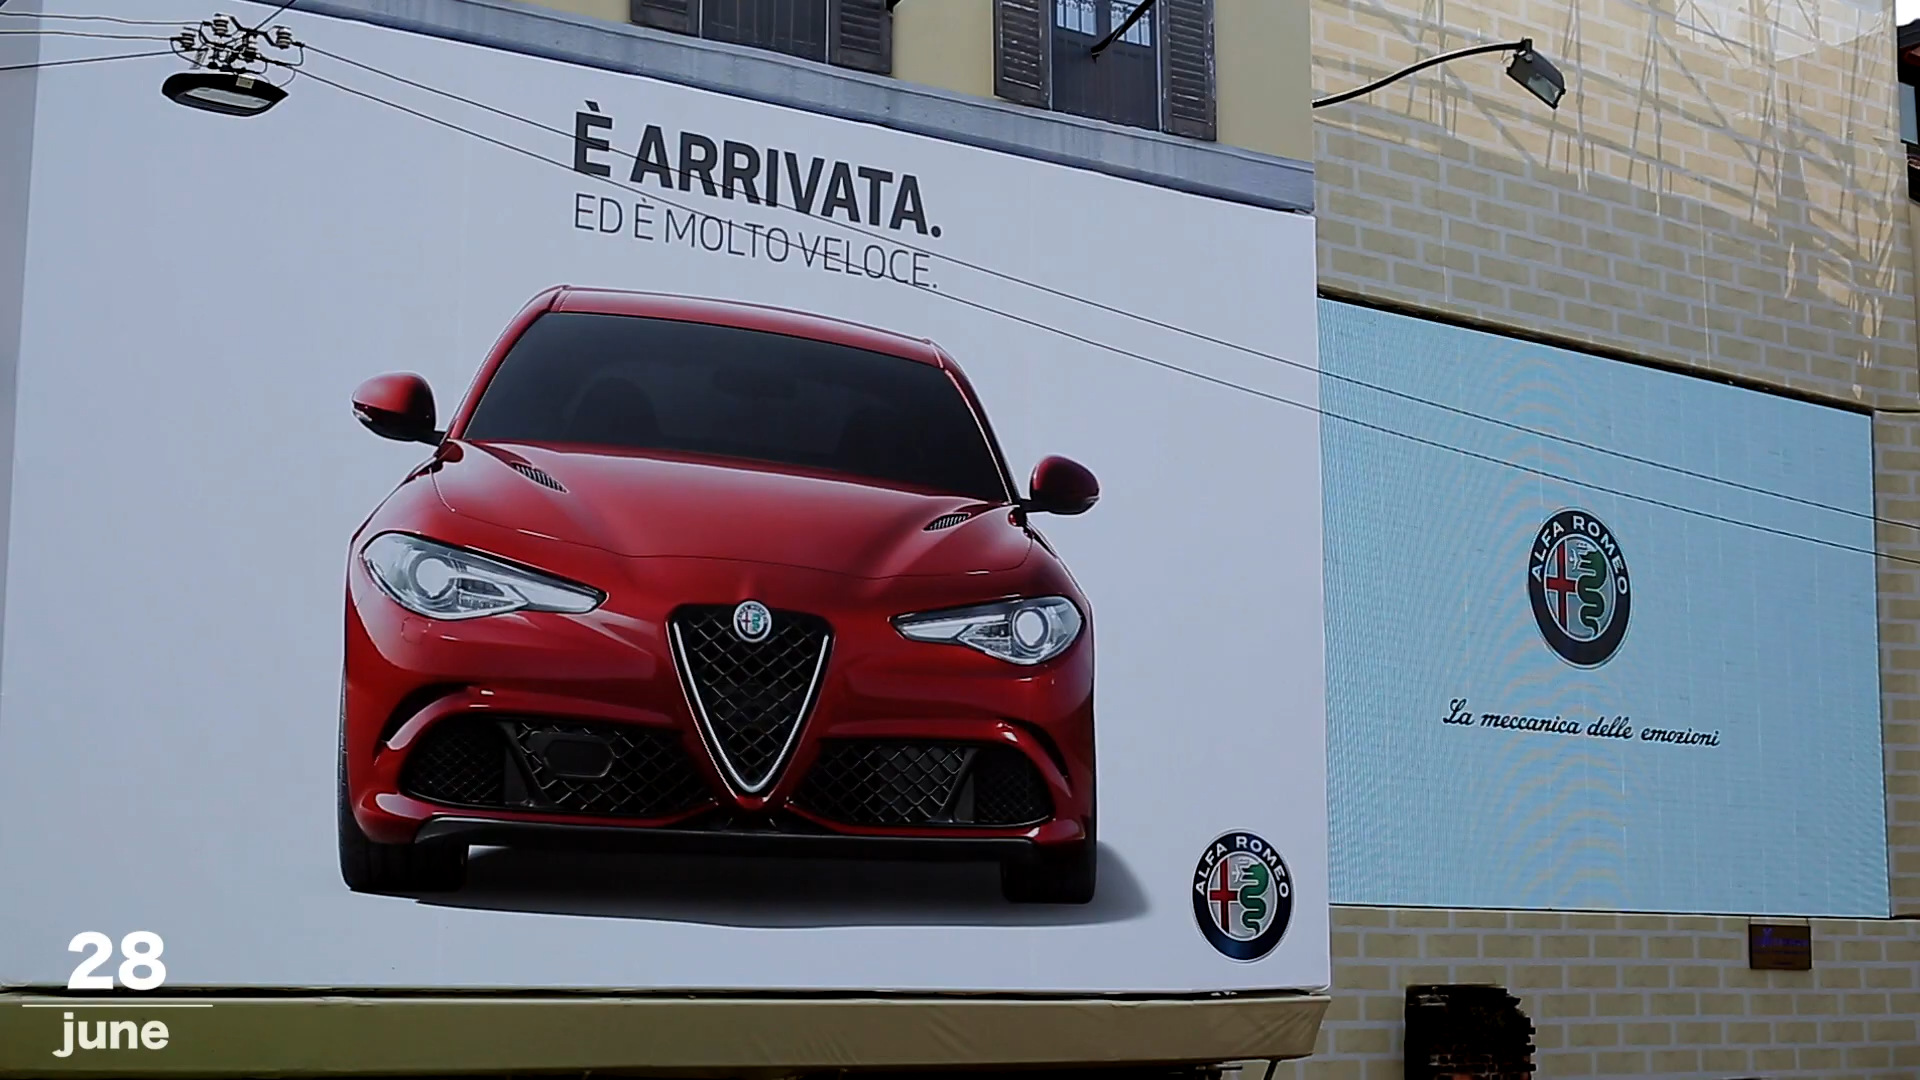 È ARRIVATA.
ED È MOLTO VELOCE.
ALFA ROMEO
ALFA ROMEO
La meccanica delle emozioni
28
june